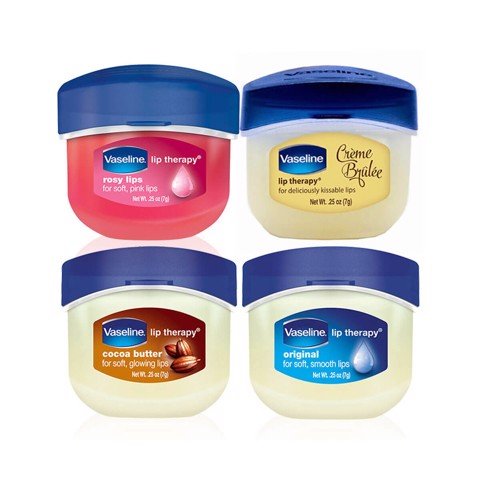 Vaseline. lip therapy®
rosy lips
for soft, pink lips
Net Wt. .25 oz (7g)
Vaseline
Vaseline. Crème
Brûlée
lip therapy®
for deliciously kissable lips
Net Wt. .25 oz (7g)
Vaseline. lip therapy®
cocoa butter
for soft, glowing lips
Net Wt. .25 oz (7g)
Vaseline. lip therapy®
original
for soft, smooth lips
Net Wt. .25 oz (7g)